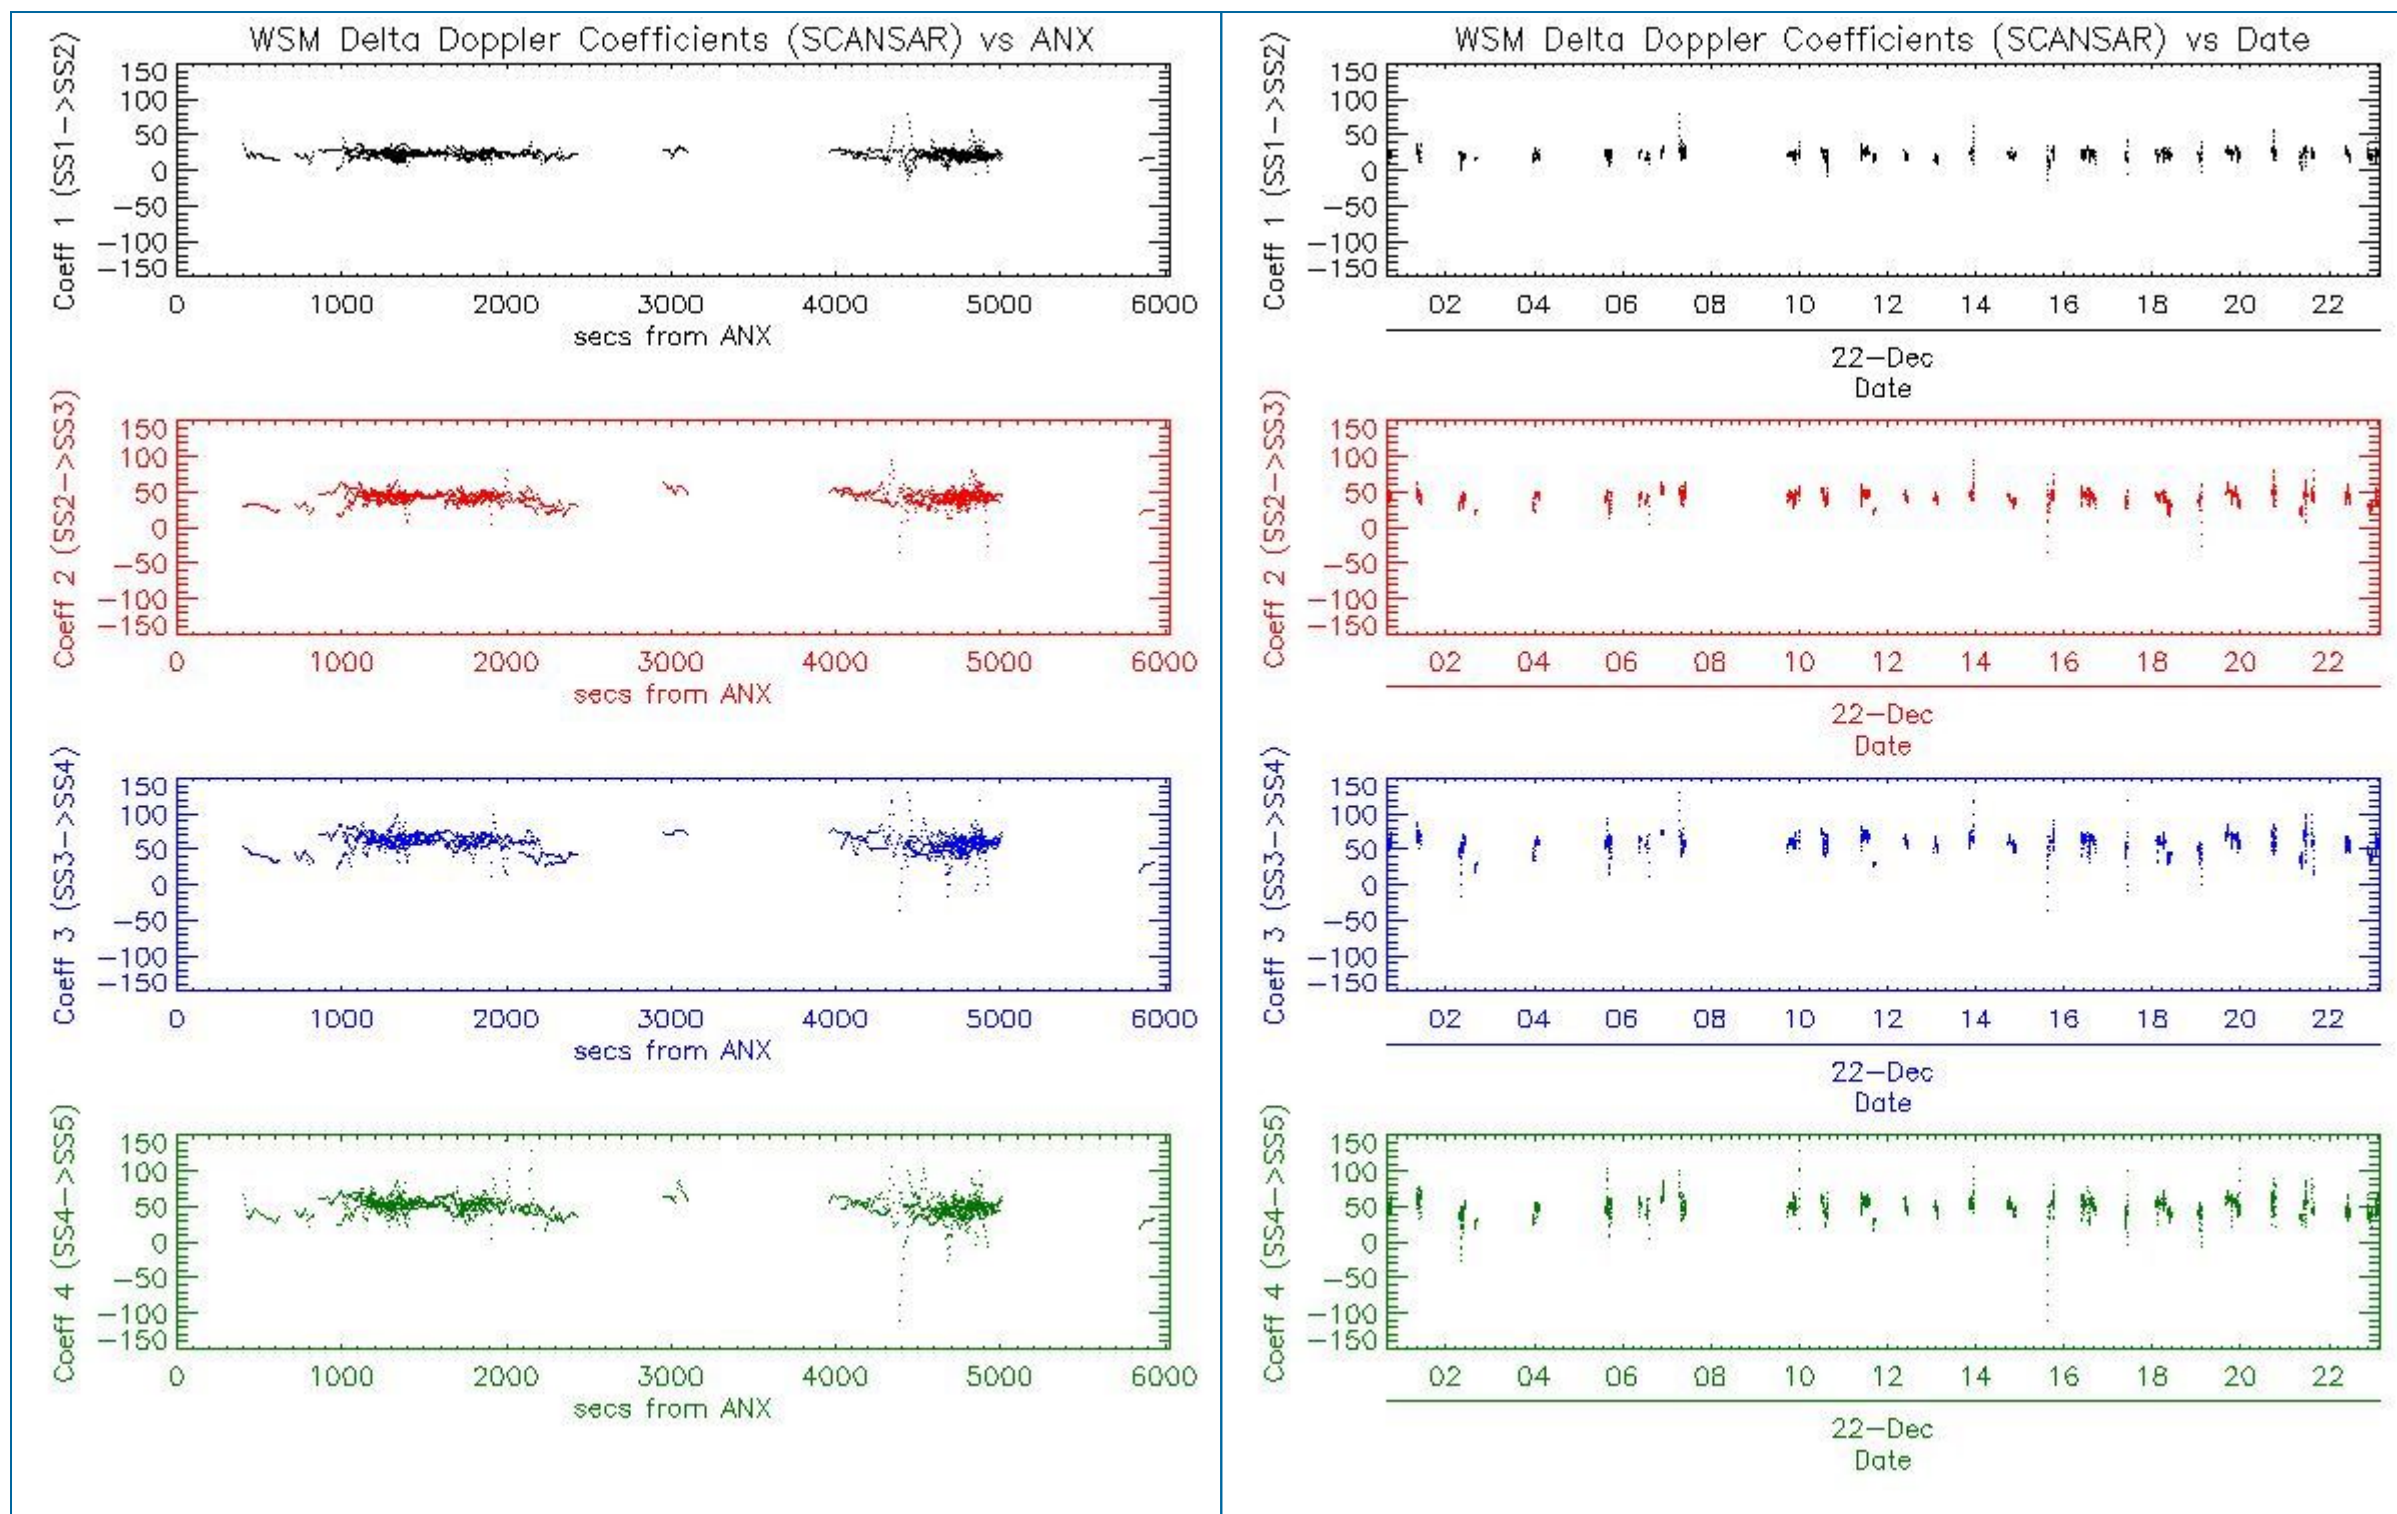 WSM Delta Doppler Coefficients (SCANSAR) vs ANX
Coeff 1 (SS1->SS2)
150
100
50
0
-50
-100
-150
0 1000 2000 3000 4000 5000 6000
secs from ANX
Coeff 2 (SS2->SS3)
150
100
50
0
-50
-100
-150
0 1000 2000 3000 4000 5000 6000
secs from ANX
Coeff 3 (SS3->SS4)
150
100
50
0
-50
-100
-150
0 1000 2000 3000 4000 5000 6000
secs from ANX
Coeff 4 (SS4->SS5)
150
100
50
0
-50
-100
-150
0 1000 2000 3000 4000 5000 6000
secs from ANX
WSM Delta Doppler Coefficients (SCANSAR) vs Date
Coeff 1 (SS1->SS2)
150
100
50
0
-50
-100
-150
02 04 06 08 10 12 14 16 18 20 22
22-Dec
Date
Coeff 2 (SS2->SS3)
150
100
50
0
-50
-100
-150
02 04 06 08 10 12 14 16 18 20 22
22-Dec
Date
Coeff 3 (SS3->SS4)
150
100
50
0
-50
-100
-150
02 04 06 08 10 12 14 16 18 20 22
22-Dec
Date
Coeff 4 (SS4->SS5)
150
100
50
0
-50
-100
-150
02 04 06 08 10 12 14 16 18 20 22
22-Dec
Date